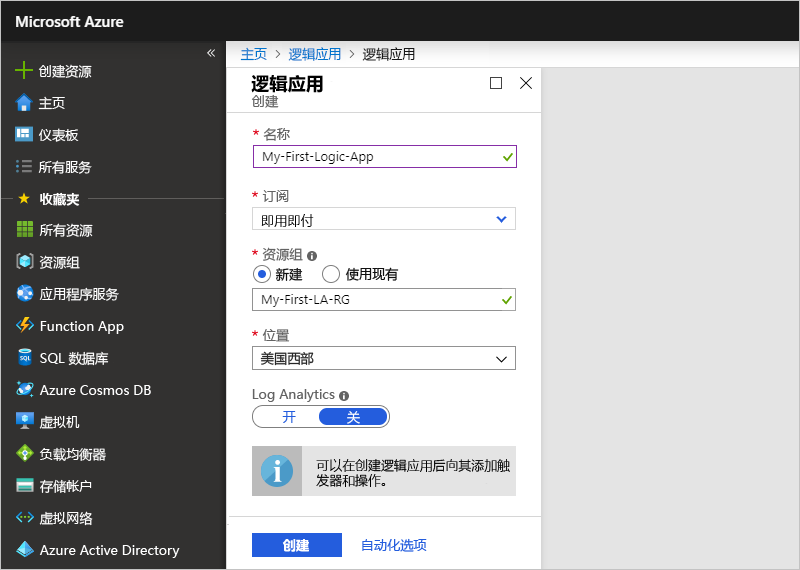 Microsoft Azure
«
创建资源
主页
仪表板
所有服务
收藏夹
所有资源
资源组
应用程序服务
Function App
SQL 数据库
Azure Cosmos DB
虚拟机
负载均衡器
存储帐户
虚拟网络
Azure Active Directory
主页 > 逻辑应用 > 逻辑应用
逻辑应用
创建
* 名称
My-First-Logic-App
* 订阅
即用即付
* 资源组
新建 使用现有
My-First-LA-RG
* 位置
美国西部
Log Analytics
开 关
可以在创建逻辑应用后向其添加触
发器和操作。
创建 自动化选项